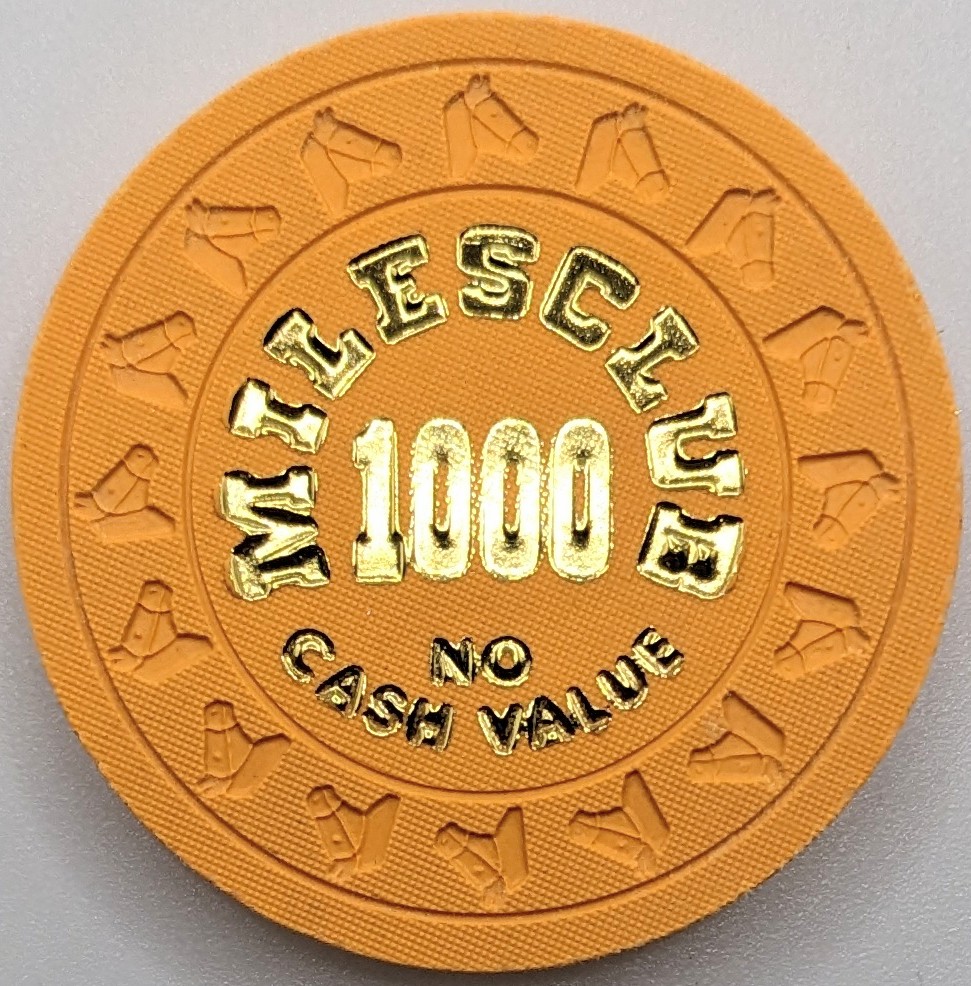 MILESCLUB
1000
NO
CASH VALUE